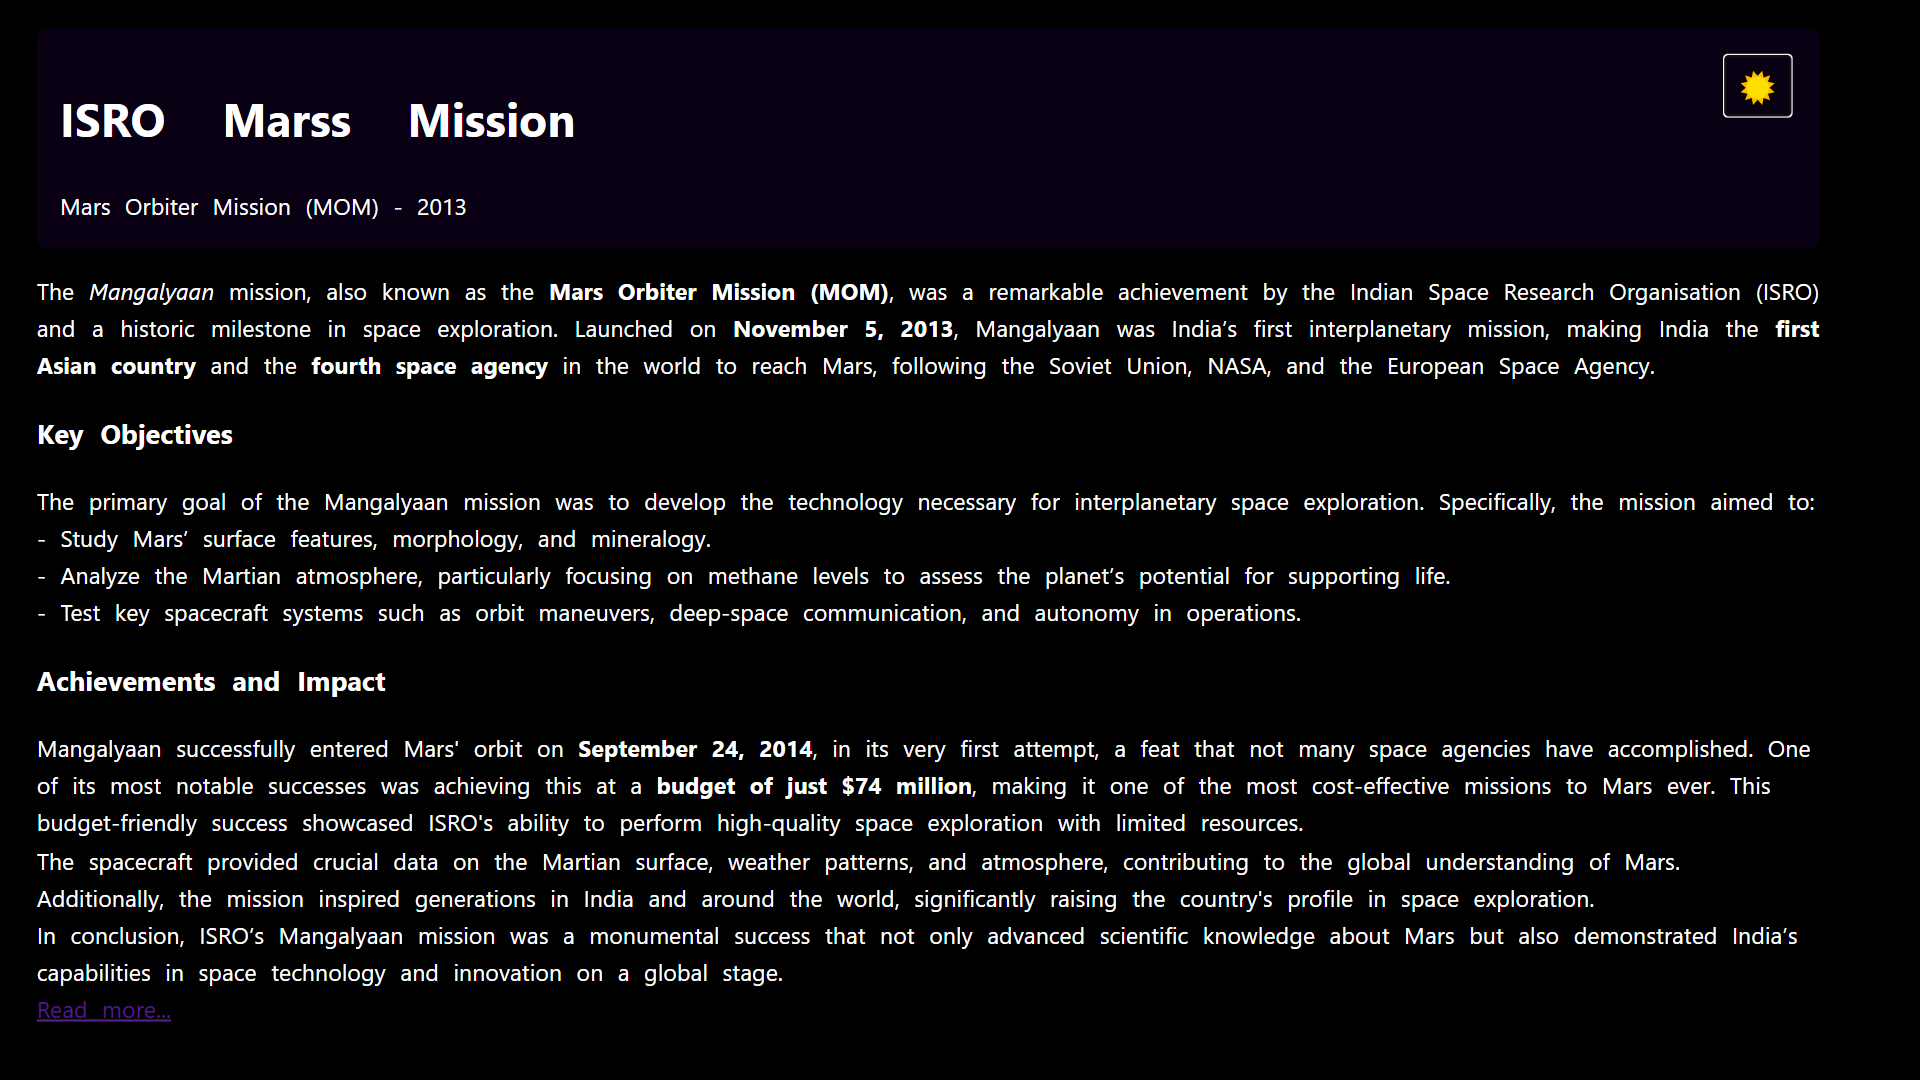 ISRO Marss Mission
Mars Orbiter Mission (MOM) - 2013
The Mangalyaan mission, also known as the Mars Orbiter Mission (MOM), was a remarkable achievement by the Indian Space Research Organisation (ISRO)
and a historic milestone in space exploration. Launched on November 5, 2013, Mangalyaan was India’s first interplanetary mission, making India the first
Asian country and the fourth space agency in the world to reach Mars, following the Soviet Union, NASA, and the European Space Agency.
Key Objectives
The primary goal of the Mangalyaan mission was to develop the technology necessary for interplanetary space exploration. Specifically, the mission aimed to:
- Study Mars’ surface features, morphology, and mineralogy.
- Analyze the Martian atmosphere, particularly focusing on methane levels to assess the planet’s potential for supporting life.
- Test key spacecraft systems such as orbit maneuvers, deep-space communication, and autonomy in operations.
Achievements and Impact
Mangalyaan successfully entered Mars' orbit on September 24, 2014, in its very first attempt, a feat that not many space agencies have accomplished. One
of its most notable successes was achieving this at a budget of just $74 million, making it one of the most cost-effective missions to Mars ever. This
budget-friendly success showcased ISRO's ability to perform high-quality space exploration with limited resources.
The spacecraft provided crucial data on the Martian surface, weather patterns, and atmosphere, contributing to the global understanding of Mars.
Additionally, the mission inspired generations in India and around the world, significantly raising the country's profile in space exploration.
In conclusion, ISRO’s Mangalyaan mission was a monumental success that not only advanced scientific knowledge about Mars but also demonstrated India’s
capabilities in space technology and innovation on a global stage.
Read more...